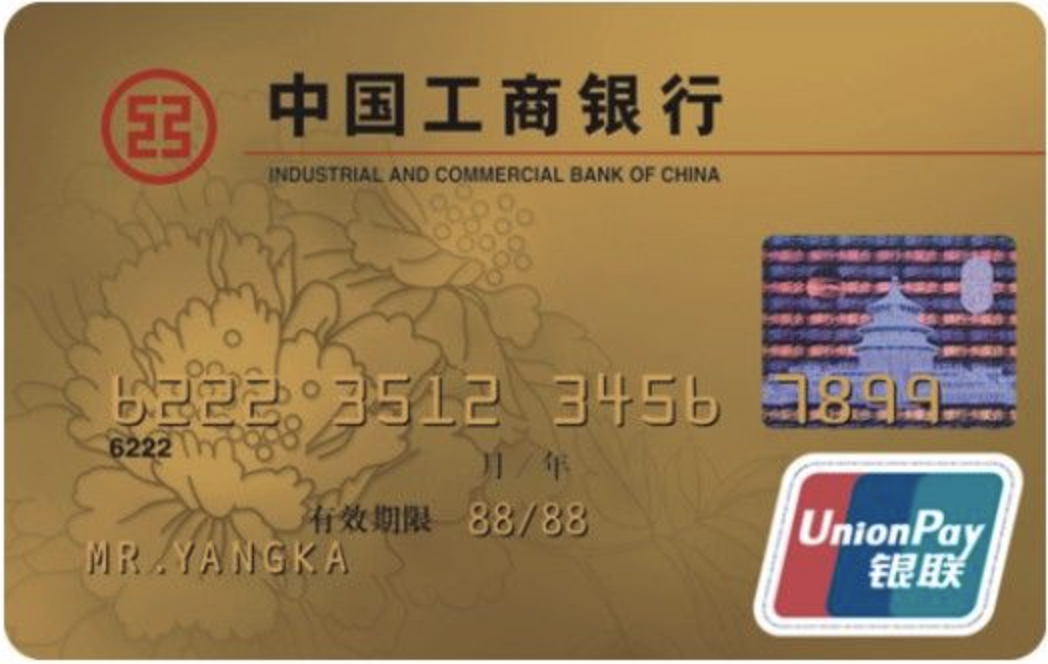 中国工商银行
INDUSTRIAL AND COMMERCIAL BANK OF CHINA
6222 3512 3456 7899
6222
月/年
有效期限 88/88
MR.YANGKA
UnionPay
银联